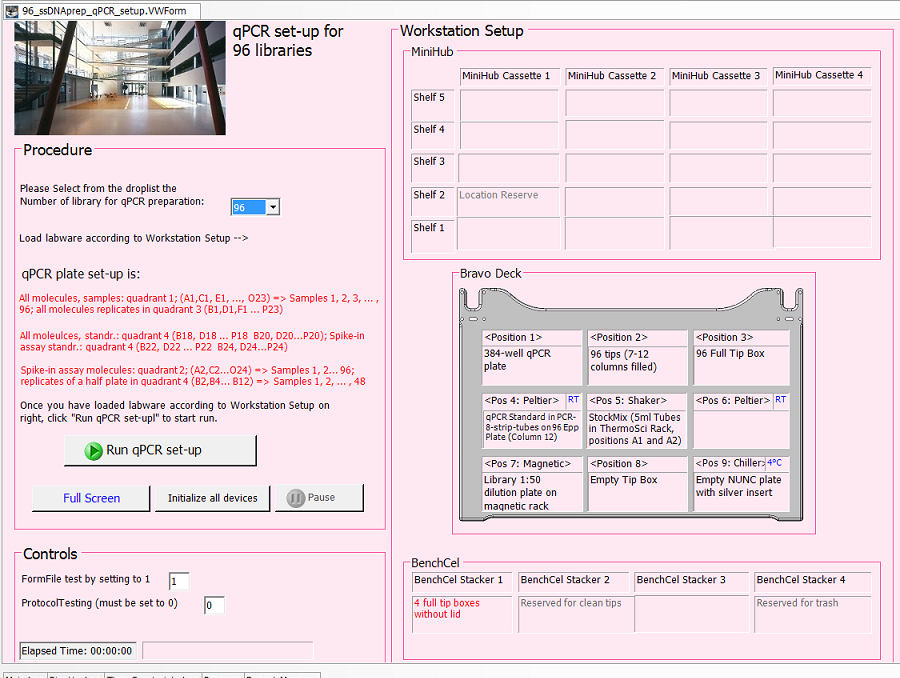 96_ssDNAprep_qPCR_setup.VWForm
qPCR set-up for
96 libraries
Procedure
Please Select from the droplist the
Number of library for qPCR preparation:
96
Load labware according to Workstation Setup -->
qPCR plate set-up is:
All molecules, samples: quadrant 1; (A1,C1, E1, ..., O23) => Samples 1, 2, 3, ... ,
96; all molecules replicates in quadrant 3 (B1,D1,F1 ... P23)
All moleulces, standr.: quadrant 4 (B18, D18 ... P18 B20, D20...P20); Spike-in
assay standr.: quadrant 4 (B22, D22 ... P22 B24, D24...P24)
Spike-in assay molecules: quadrant 2; (A2,C2...O24) => Samples 1, 2... 96;
replicates of a half plate in quadrant 4 (B2,B4... B12) => Samples 1, 2, ... , 48
Once you have loaded labware according to Workstation Setup on
right, click "Run qPCR set-up!" to start run.
Run qPCR set-up
Full Screen
Initialize all devices
Pause
Controls
FormFile test by setting to 1
1
ProtocolTesting (must be set to 0)
0
Elapsed Time: 00:00:00
Workstation Setup
MiniHub
MiniHub Cassette 1
MiniHub Cassette 2
MiniHub Cassette 3
MiniHub Cassette 4
Shelf 5
Shelf 4
Shelf 3
Shelf 2
Location Reserve
Shelf 1
Bravo Deck
<Position 1>
384-well qPCR
plate
<Position 2>
96 tips (7-12
columns filled)
<Position 3>
96 Full Tip Box
<Pos 4: Peltier>
RT
qPCR Standard in PCR-
8-strip-tubes on 96 Epp
Plate (Column 12)
<Pos 5: Shaker>
StockMix (5ml Tubes
in ThermoSci Rack,
positions A1 and A2)
<Pos 6: Peltier>
RT
<Pos 7: Magnetic>
Library 1:50
dilution plate on
magnetic rack
<Position 8>
Empty Tip Box
<Pos 9: Chiller>
4°C
Empty NUNC plate
with silver insert
BenchCel
BenchCel Stacker 1
BenchCel Stacker 2
BenchCel Stacker 3
BenchCel Stacker 4
4 full tip boxes
without lid
Reserved for clean tips
Reserved for trash